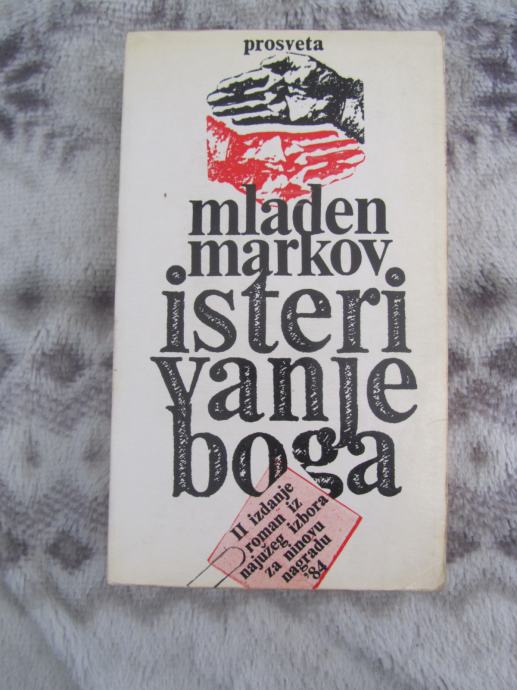 prosveta
mladen
markov
isteri
vanje
boga
II izdanje
roman iz
najužeg izbora
za ninovu
nagradu
'84